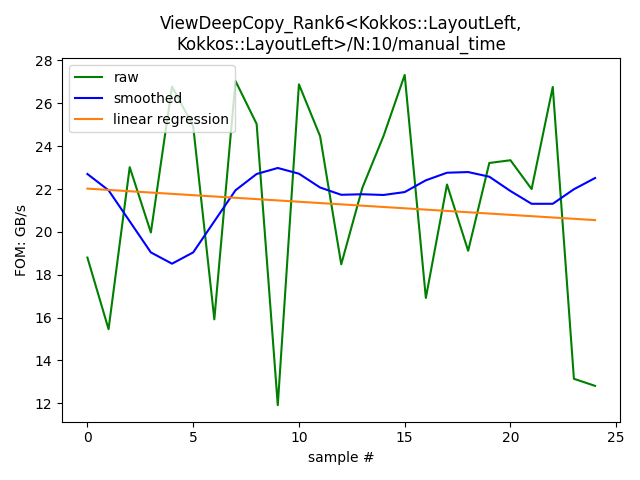 ViewDeepCopy_Rank6<Kokkos::LayoutLeft,
Kokkos::LayoutLeft>/N:10/manual_time
raw
smoothed
linear regression
FOM: GB/s
28
26
24
22
20
18
16
14
12
0
5
10
15
20
25
sample #